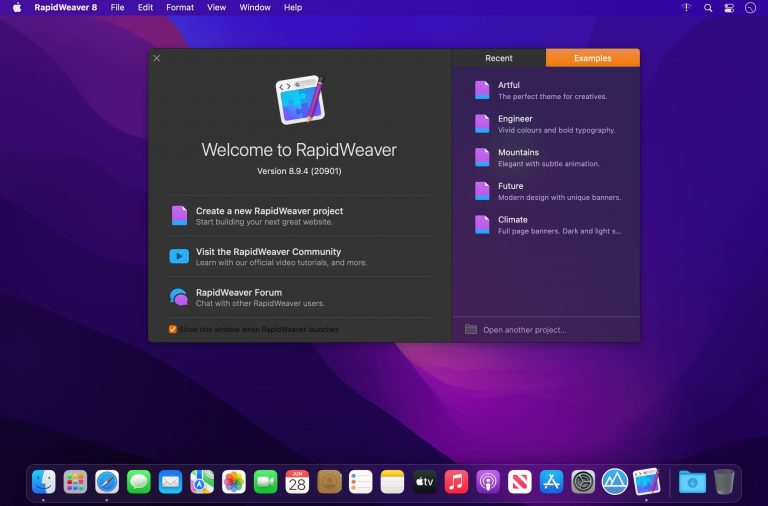 RapidWeaver 8 File Edit Format View Window Help
Recent
Examples
Welcome to RapidWeaver
Version 8.9.4 (20901)
Create a new RapidWeaver project
Start building your next great website.
Visit the RapidWeaver Community
Learn with our official video tutorials, and more.
RapidWeaver Forum
Chat with other RapidWeaver users.
Show this window when RapidWeaver launches
Artful
The perfect theme for creatives.
Engineer
Vivid colours and bold typography.
Mountains
Elegant with subtle animation.
Future
Modern design with unique banners.
Climate
Full page banners. Dark and light s...
Open another project...
JUN
28
tv